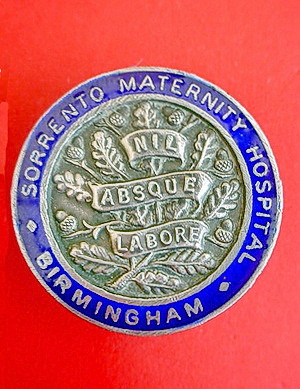 SORRENTO MATERNITY HOSPITAL
BIRMINGHAM
NIL
ABSQUE
LABORE